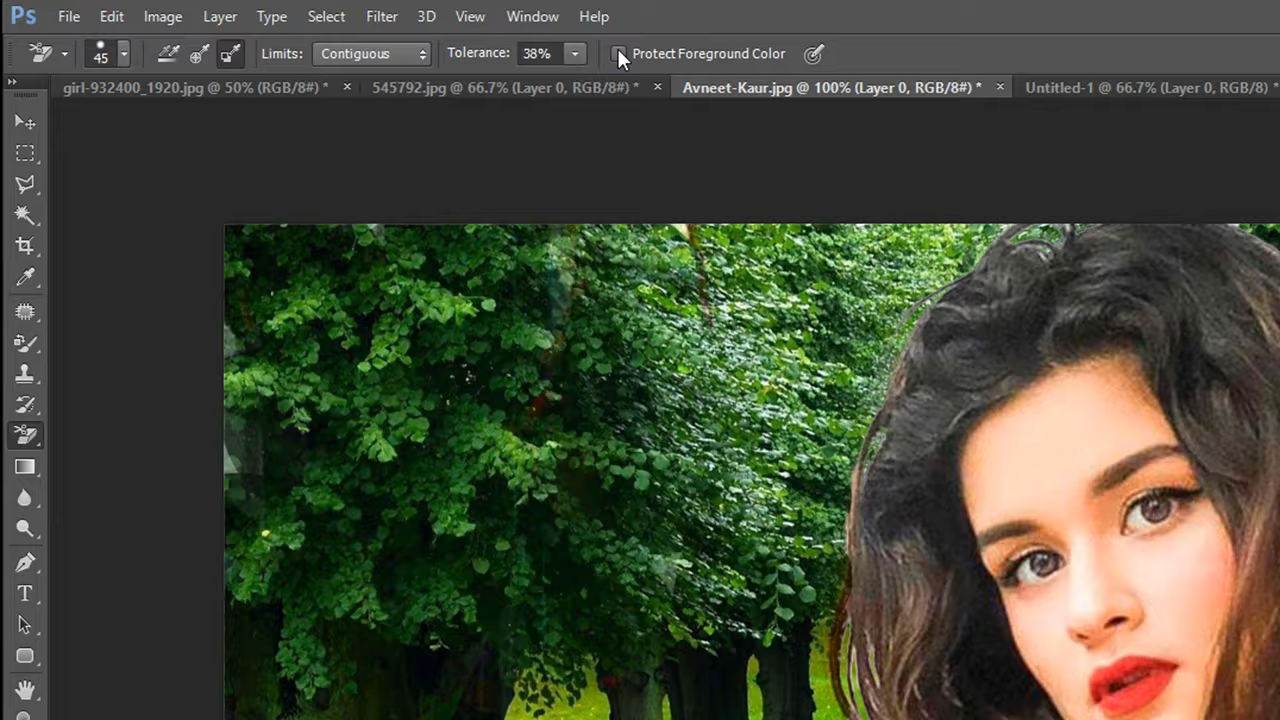 Ps File Edit Image Layer Type Select Filter 3D View Window Help
45 Limits: Contiguous Tolerance: 38% Protect Foreground Color
girl-932400_1920.jpg @ 50% (RGB/8#) * × 545792.jpg @ 66.7% (Layer 0, RGB/8#) * × Avneet-Kaur.jpg @ 100% (Layer 0, RGB/8#) * × Untitled-1 @ 66.7% (Layer 0, RGB/8) *
T